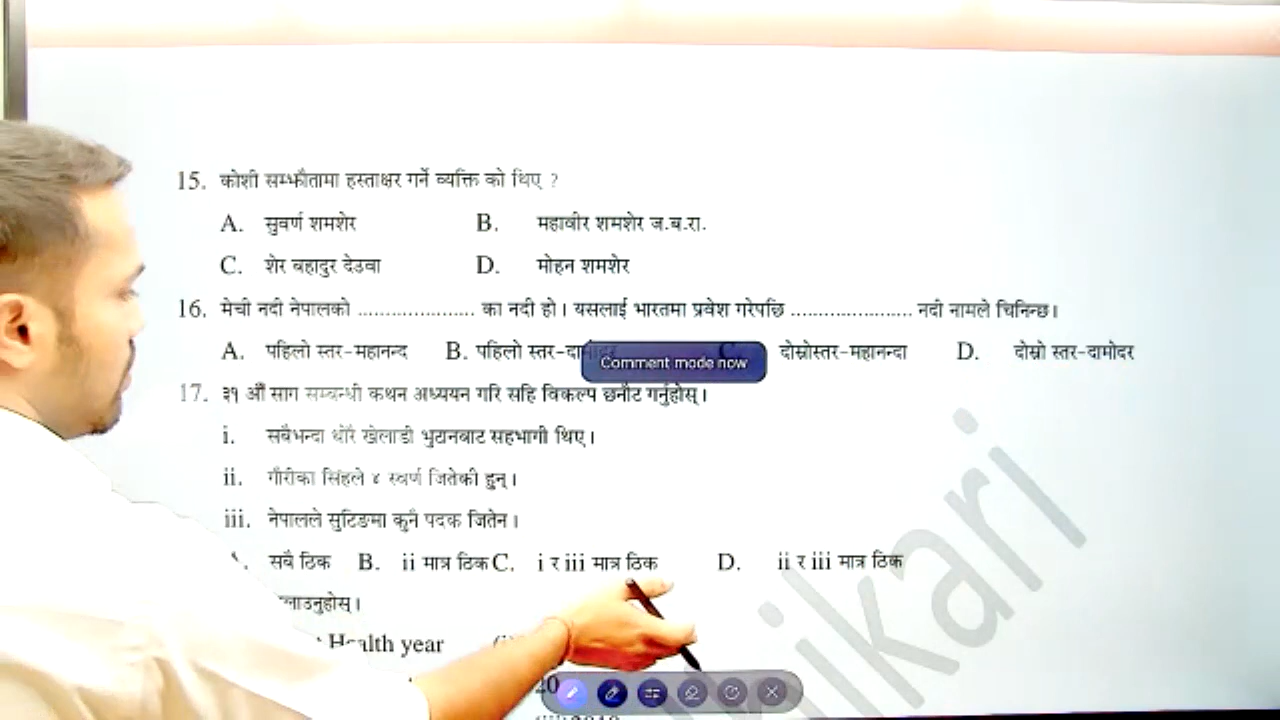 15. कोशी सम्झौतामा हस्ताक्षर गर्ने व्यक्ति को थिए ?
A. सुवर्ण शमशेर B. महावीर शमशेर ज.ब.रा.
C. शेर बहादुर देउवा D. मोहन शमशेर
16. मेची नदी नेपालको ...................... का नदी हो। यसलाई भारतमा प्रवेश गरेपछि ...................... नदी नामले चिनिन्छ।
A. पहिलो स्तर-महानन्द B. पहिलो स्तर-दामोदर C. दोस्रोस्तर-महानन्दा D. दोस्रो स्तर-दामोदर
Comment mode now
17. ३१ औँ साग सम्बन्धी कथन अध्ययन गरि सहि विकल्प छनौट गर्नुहोस्।
i. सबैभन्दा थोरै खेलाडी भुटानबाट सहभागी थिए।
ii. गौरीका सिंहले ४ स्वर्ण जितेकी हुन्।
iii. नेपालले सुटिङमा कुनै पदक जितेन।
सबै ठिक B. ii मात्र ठिक C. i र iii मात्र ठिक D. ii र iii मात्र ठिक
Health year
20
ikari